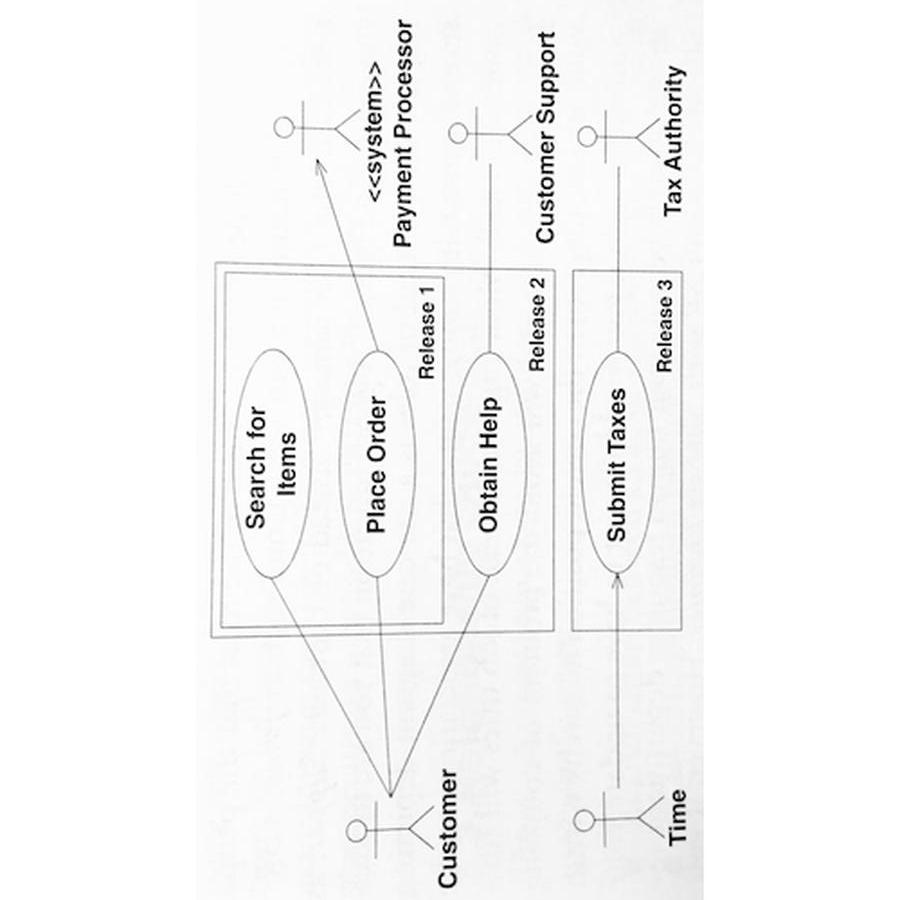 <<system>>
Payment Processor
Search for
Items
Place Order
Release 1
Customer
Customer Support
Obtain Help
Release 2
Tax Authority
Submit Taxes
Release 3
Time